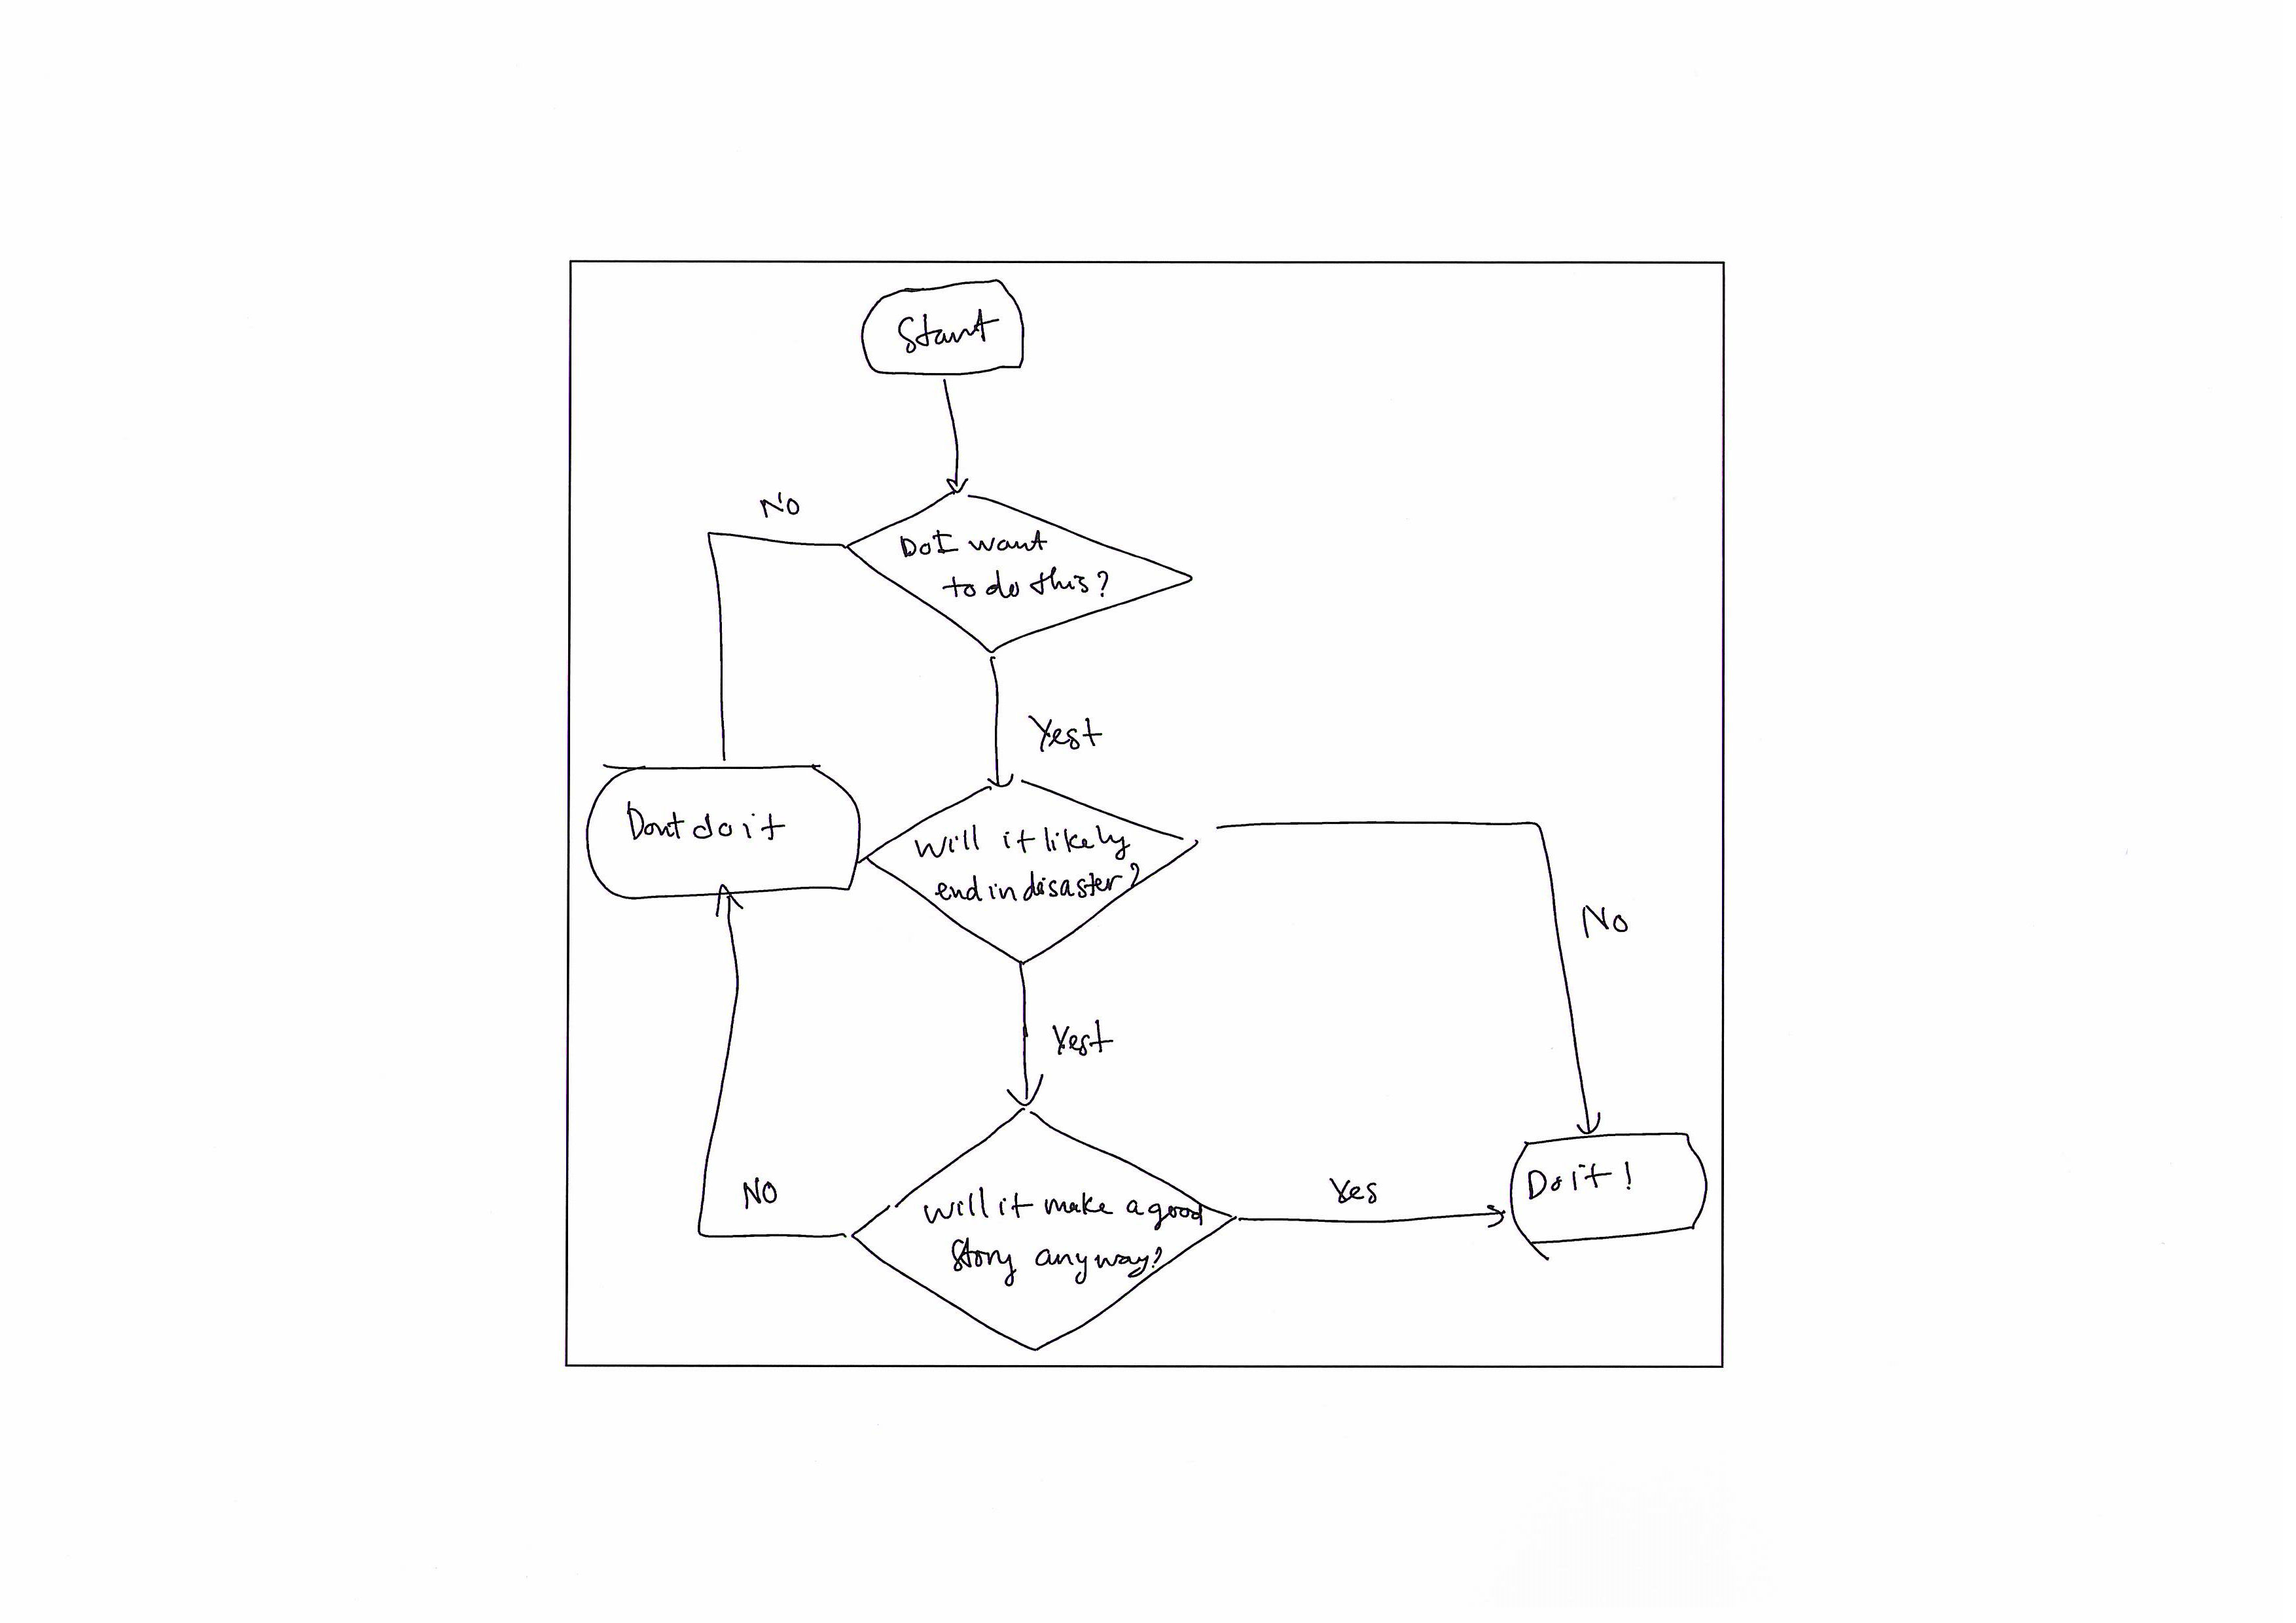 Start
No
Do I want
to do this?
Yest
Dont do it
Will it likely
end in disaster?
No
Yest
Will it make a good
story anyway?
NO
Yes
Do it!